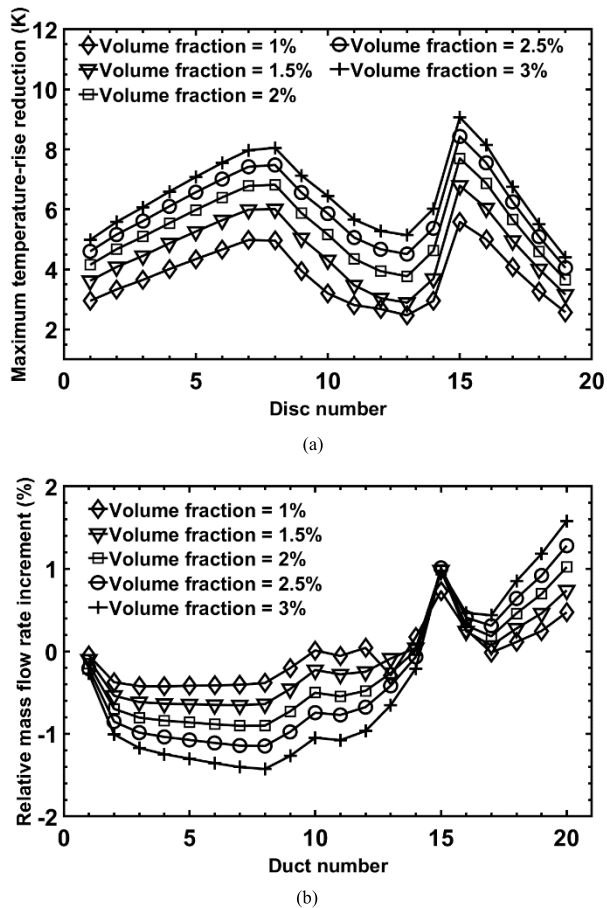 12
10
8
6
4
2
Maximum temperature-rise reduction (K)
Volume fraction = 1%
Volume fraction = 2.5%
Volume fraction = 1.5%
Volume fraction = 3%
Volume fraction = 2%
0
5
10
15
20
Disc number
(a)
2
1
0
-1
-2
Relative mass flow rate increment (%)
Volume fraction = 1%
Volume fraction = 1.5%
Volume fraction = 2%
Volume fraction = 2.5%
Volume fraction = 3%
0
5
10
15
20
Duct number
(b)